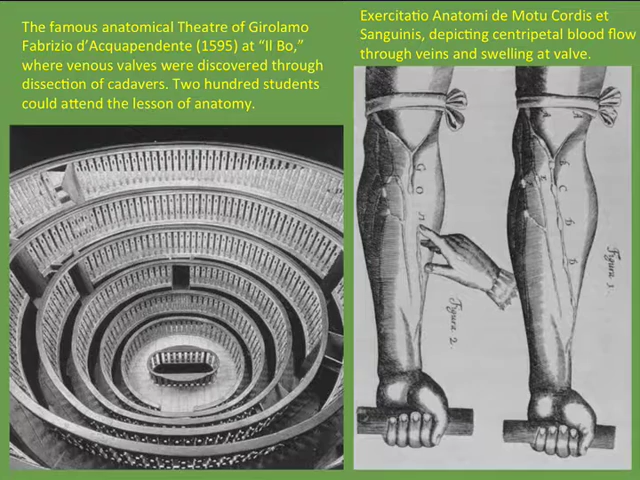 The famous anatomical Theatre of Girolamo
Fabrizio d’Acquapendente (1595) at “Il Bo,”
where venous valves were discovered through
dissection of cadavers. Two hundred students
could attend the lesson of anatomy.
Exercitatio Anatomi de Motu Cordis et
Sanguinis, depicting centripetal blood flow
through veins and swelling at valve.
G
O
Figura 2.
A
A
B
C
D
Figura